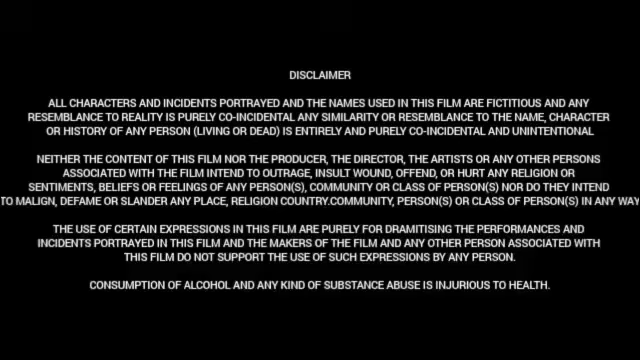 DISCLAIMER
ALL CHARACTERS AND INCIDENTS PORTRAYED AND THE NAMES USED IN THIS FILM ARE FICTITIOUS AND ANY
RESEMBLANCE TO REALITY IS PURELY CO-INCIDENTAL ANY SIMILARITY OR RESEMBLANCE TO THE NAME, CHARACTER
OR HISTORY OF ANY PERSON (LIVING OR DEAD) IS ENTIRELY AND PURELY CO-INCIDENTAL AND UNINTENTIONAL
NEITHER THE CONTENT OF THIS FILM NOR THE PRODUCER, THE DIRECTOR, THE ARTISTS OR ANY OTHER PERSONS
ASSOCIATED WITH THE FILM INTEND TO OUTRAGE, INSULT WOUND, OFFEND, OR HURT ANY RELIGION OR
SENTIMENTS, BELIEFS OR FEELINGS OF ANY PERSON(S), COMMUNITY OR CLASS OF PERSON(S) NOR DO THEY INTEND
TO MALIGN, DEFAME OR SLANDER ANY PLACE, RELIGION COUNTRY.COMMUNITY, PERSON(S) OR CLASS OF PERSON(S) IN ANY WAY
THE USE OF CERTAIN EXPRESSIONS IN THIS FILM ARE PURELY FOR DRAMITISING THE PERFORMANCES AND
INCIDENTS PORTRAYED IN THIS FILM AND THE MAKERS OF THE FILM AND ANY OTHER PERSON ASSOCIATED WITH
THIS FILM DO NOT SUPPORT THE USE OF SUCH EXPRESSIONS BY ANY PERSON.
CONSUMPTION OF ALCOHOL AND ANY KIND OF SUBSTANCE ABUSE IS INJURIOUS TO HEALTH.